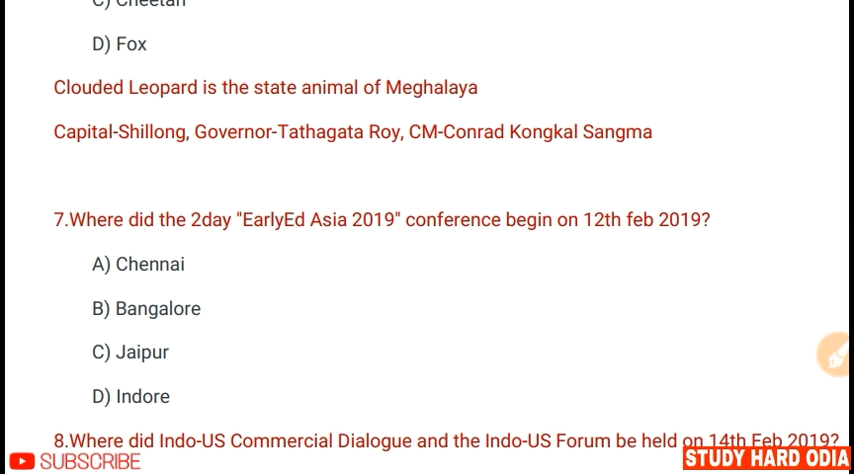 C) Cheetah
D) Fox
Clouded Leopard is the state animal of Meghalaya
Capital-Shillong, Governor-Tathagata Roy, CM-Conrad Kongkal Sangma
7.Where did the 2day "EarlyEd Asia 2019" conference begin on 12th feb 2019?
A) Chennai
B) Bangalore
C) Jaipur
D) Indore
8.Where did Indo-US Commercial Dialogue and the Indo-US Forum be held on 14th Feb 2019?
SUBSCRIBE
STUDY HARD ODIA